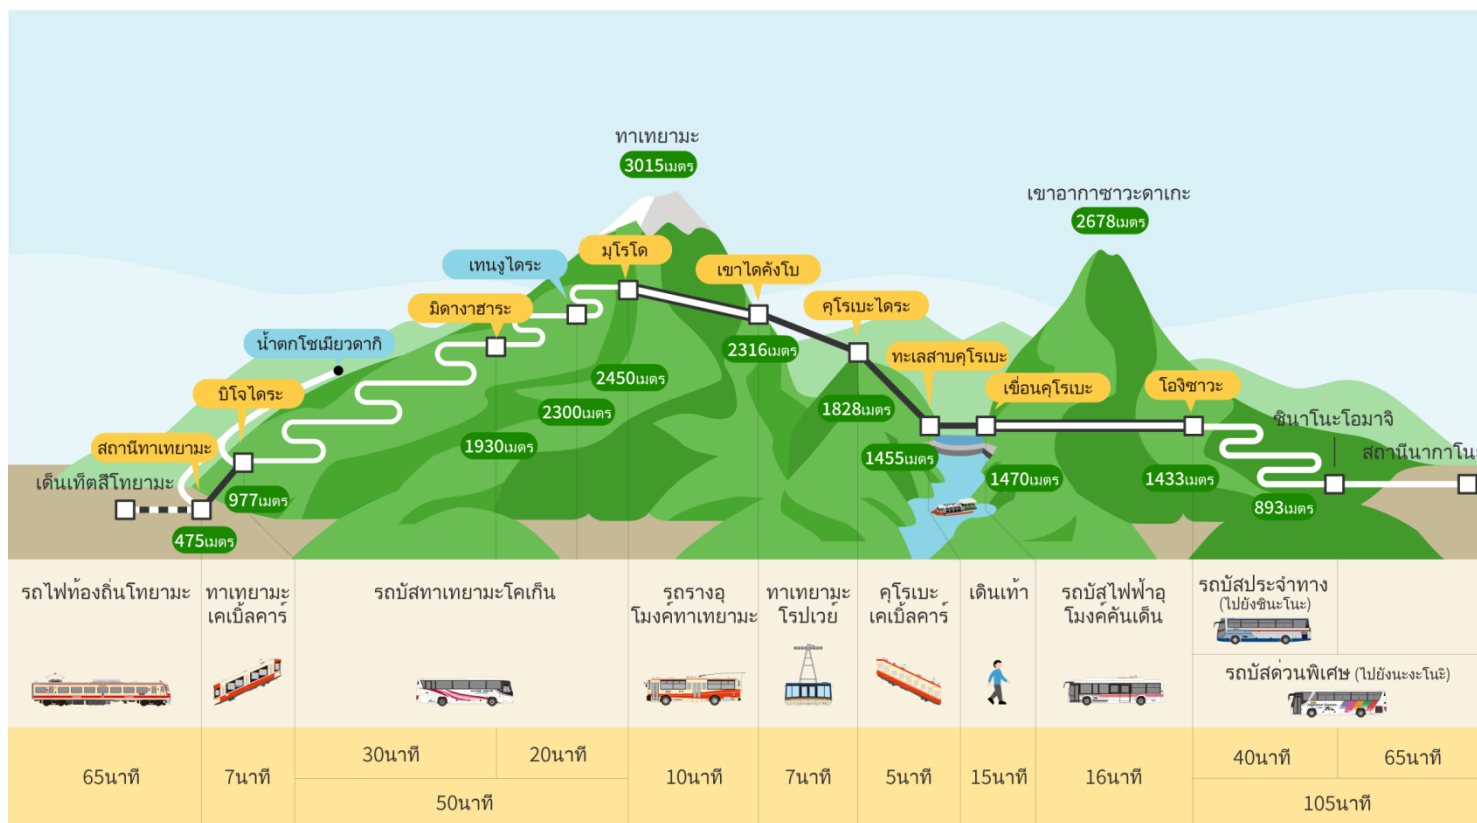 ทาเทยามะ
3015เมตร
เขาอากาซาวะดาเกะ
2678เมตร
มุโรโด
เทนงูไดระ
เขาไดคังโบ
มิดางาฮาระ
คุโรเบะไดระ
น้ำตกโชเมียวดากิ
2316เมตร
ทะเลสาบคุโรเบะ
บิโจไดระ
2450เมตร
เขื่อนคุโรเบะ
โองิซาวะ
2300เมตร
1828เมตร
ชินาโนะโอมาจิ
สถานีทาเทยามะ
1930เมตร
1455เมตร
สถานีนากาโนะ
เด็นเท็ตสึโทยามะ
977เมตร
1470เมตร
1433เมตร
893เมตร
475เมตร
รถไฟท้องถิ่นโทยามะ
ทาเทยามะ
เคเบิ้ลคาร์
รถบัสทาเทยามะโคเก็น
รถรางอุ
โมงค์ทาเทยามะ
ทาเทยามะ
โรปเวย์
คุโรเบะ
เคเบิ้ลคาร์
เดินเท้า
รถบัสไฟฟ้าอุ
โมงค์คันเด็น
รถบัสประจำทาง
(ไปยังชินะโนะ)
รถบัสด่วนพิเศษ (ไปยังนะงะโนะ)
65นาที
7นาที
30นาที
20นาที
50นาที
10นาที
7นาที
5นาที
15นาที
16นาที
40นาที
65นาที
105นาที